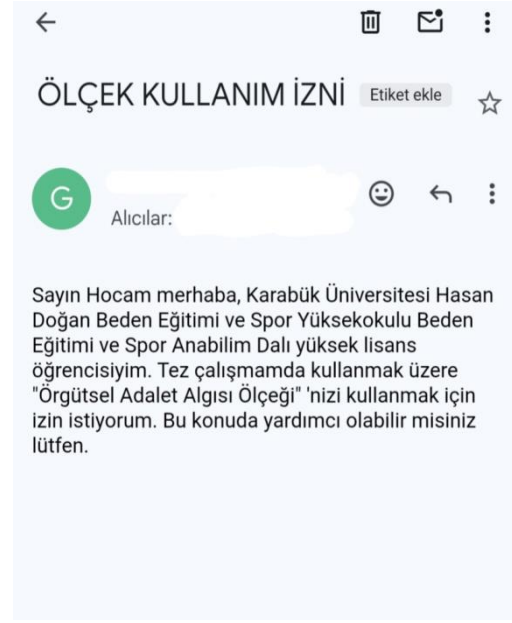 ÖLÇEK KULLANIM İZNİ Etiket ekle
G
Alıcılar:
Sayın Hocam merhaba, Karabük Üniversitesi Hasan
Doğan Beden Eğitimi ve Spor Yüksekokulu Beden
Eğitimi ve Spor Anabilim Dalı yüksek lisans
öğrencisiyim. Tez çalışmamda kullanmak üzere
"Örgütsel Adalet Algısı Ölçeği" 'nizi kullanmak için
izin istiyorum. Bu konuda yardımcı olabilir misiniz
lütfen.